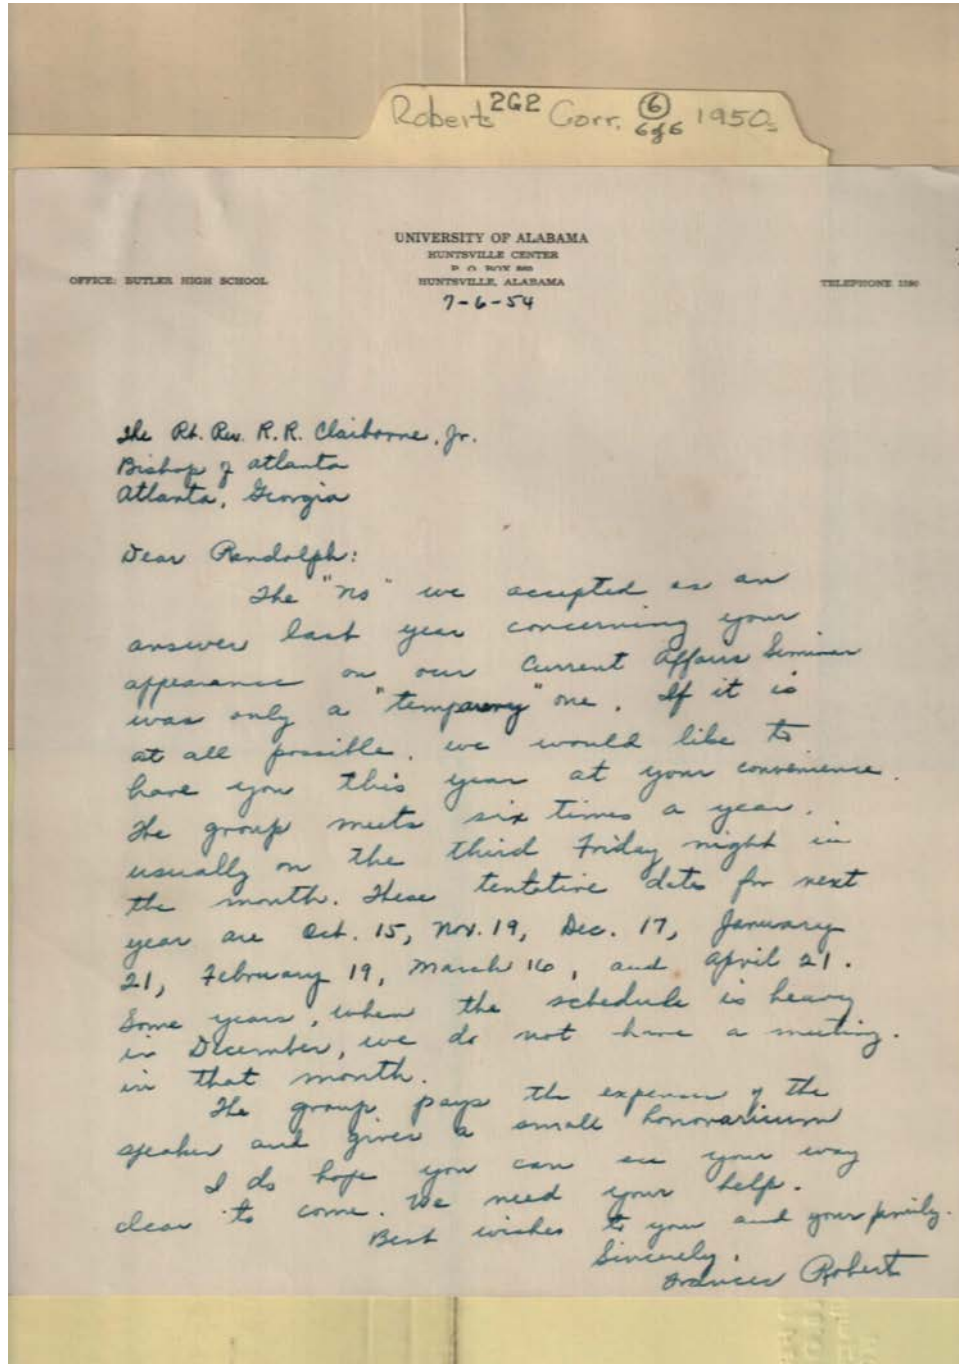 Roberts 2G2 Corr. 6 1950s
6 of 6
UNIVERSITY OF ALABAMA
HUNTSVILLE CENTER
P. O. BOX
OFFICE: BUTLER HIGH SCHOOL HUNTSVILLE, ALABAMA TELEPHONE
7-6-54
The Rt. Rev. R.R. Claiborne, Jr.
Bishop of Atlanta
Atlanta, Georgia
Dear Randolph:
The "No" we accepted as an
answer last year concerning your
appearance on our Current Affairs Seminar
was only a "temporary" one. If it is
at all possible, we would like to
have you this year at your convenience.
The group meets six times a year.
usually on the third Friday night in
the month. These tentative dates for next
year are Oct. 15, Nov. 19, Dec. 17, January
21, February 19, March 16, and April 21.
Some years, when the schedule is heavy
in December, we do not have a meeting.
in that month.
The group pays the expenses of the
speaker and gives a small honorarium
I do hope you can see your way
clear to come. We need your help.
Best wishes to you and your family.
Sincerely,
Frances Robert